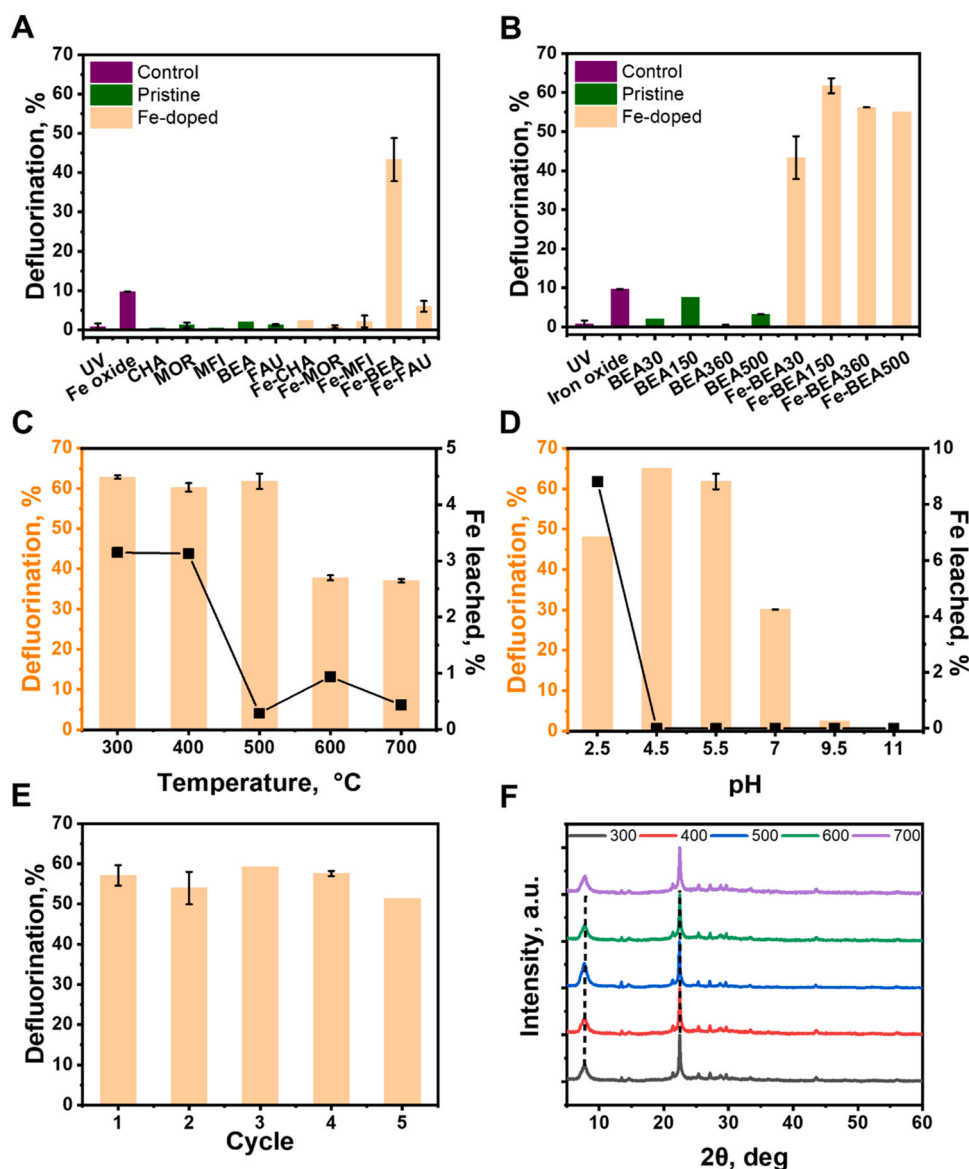 A
70
60
50
40
30
20
10
0
Defluorination, %
Control
Pristine
Fe-doped
UV
Fe oxide
CHA
MOR
MFI
BEA
FAU
Fe-CHA
Fe-MOR
Fe-MFI
Fe-BEA
Fe-FAU
B
70
60
50
40
30
20
10
0
Defluorination, %
Control
Pristine
Fe-doped
UV
Iron oxide
BEA30
BEA150
BEA360
BEA500
Fe-BEA30
Fe-BEA150
Fe-BEA360
Fe-BEA500
C
70
60
50
40
30
20
10
0
Defluorination, %
5
4
3
2
1
0
Fe leached, %
300 400 500 600 700
Temperature, °C
D
70
60
50
40
30
20
10
0
Defluorination, %
10
8
6
4
2
0
Fe leached, %
2.5 4.5 5.5 7 9.5 11
pH
E
70
60
50
40
30
20
10
0
Defluorination,%
1 2 3 4 5
Cycle
F
300 400 500 600 700
Intensity, a.u.
10 20 30 40 50 60
2θ, deg